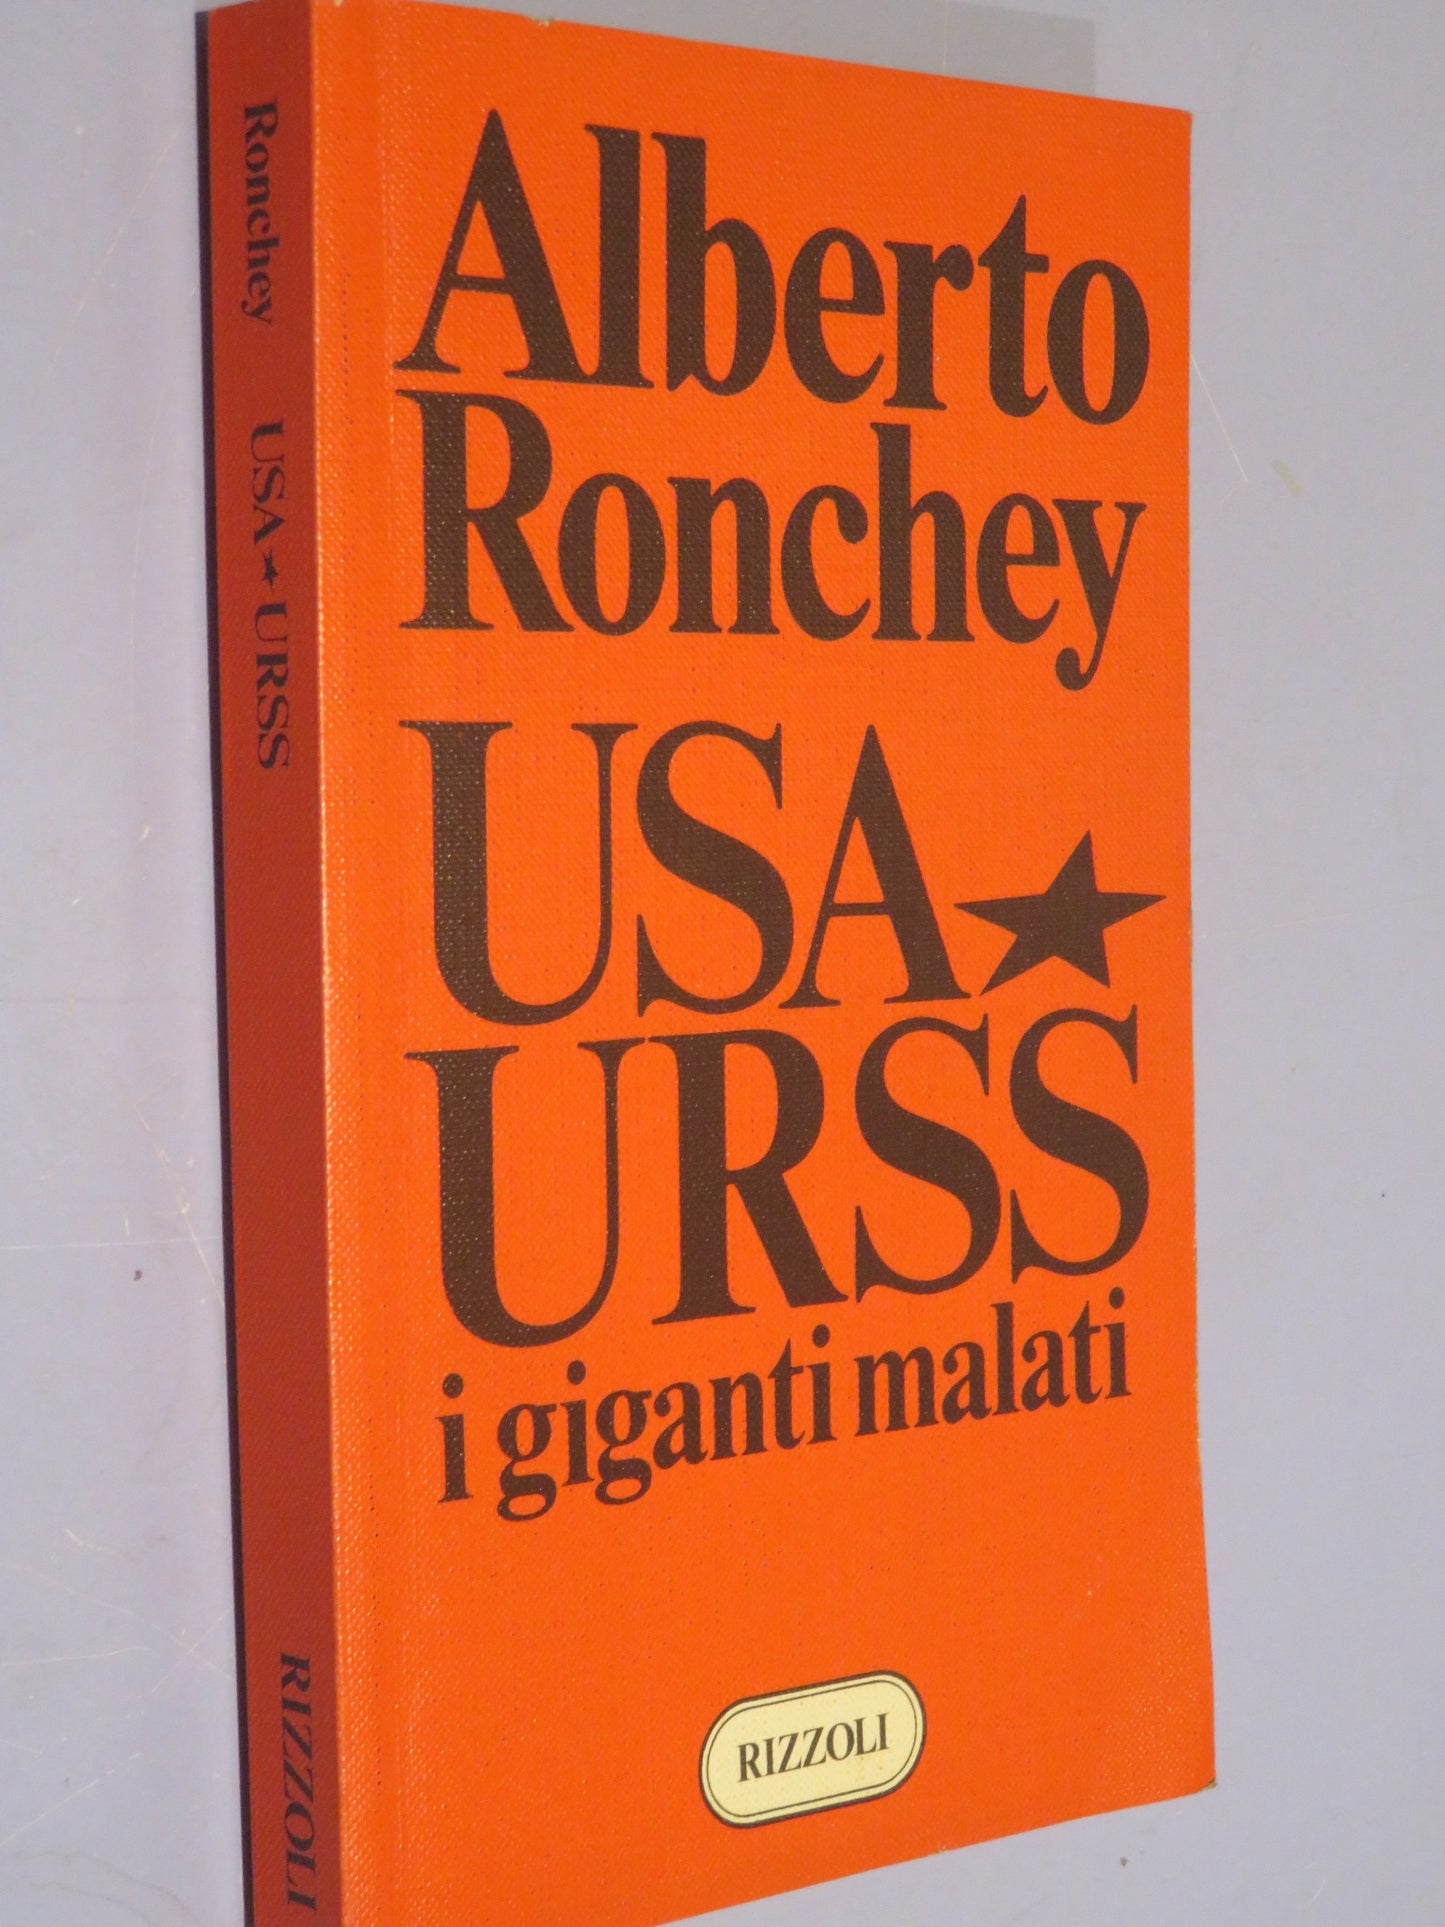 Alberto
Ronchey
USA★
URSS
i giganti malati
RIZZOLI
Ronchey USA★URSS RIZZOLI